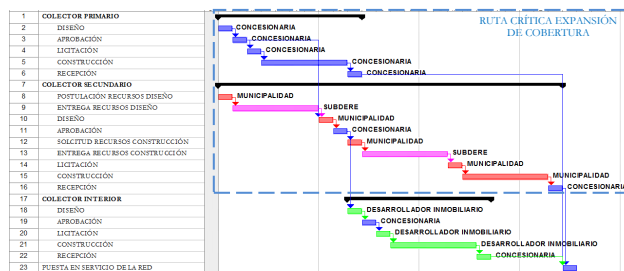 RUTA CRÍTICA EXPANSIÓN
DE COBERTURA
1 COLECTOR PRIMARIO
2 DISEÑO CONCESIONARIA
3 APROBACIÓN CONCESIONARIA
4 LICITACIÓN CONCESIONARIA
5 CONSTRUCCIÓN CONCESIONARIA
6 RECEPCIÓN CONCESIONARIA
7 COLECTOR SECUNDARIO
8 POSTULACIÓN RECURSOS DISEÑO MUNICIPALIDAD
9 ENTREGA RECURSOS DISEÑO SUBDERE
10 DISEÑO MUNICIPALIDAD
11 APROBACIÓN CONCESIONARIA
12 SOLCITUD RECURSOS CONSTRUCCIÓN MUNICIPALIDAD
13 ENTREGA RECURSOS CONSTRUCCIÓN SUBDERE
14 LICITACIÓN MUNICIPALIDAD
15 CONSTRUCCIÓN MUNICIPALIDAD
16 RECEPCIÓN CONCESIONARIA
17 COLECTOR INTERIOR
18 DISEÑO DESARROLLADOR INMOBILIARIO
19 APROBACIÓN CONCESIONARIA
20 LICITACIÓN DESARROLLADOR INMOBILIARIO
21 CONSTRUCCIÓN DESARROLLADOR INMOBILIARIO
22 RECEPCIÓN CONCESIONARIA
23 PUESTA EN SERVICIO DE LA RED